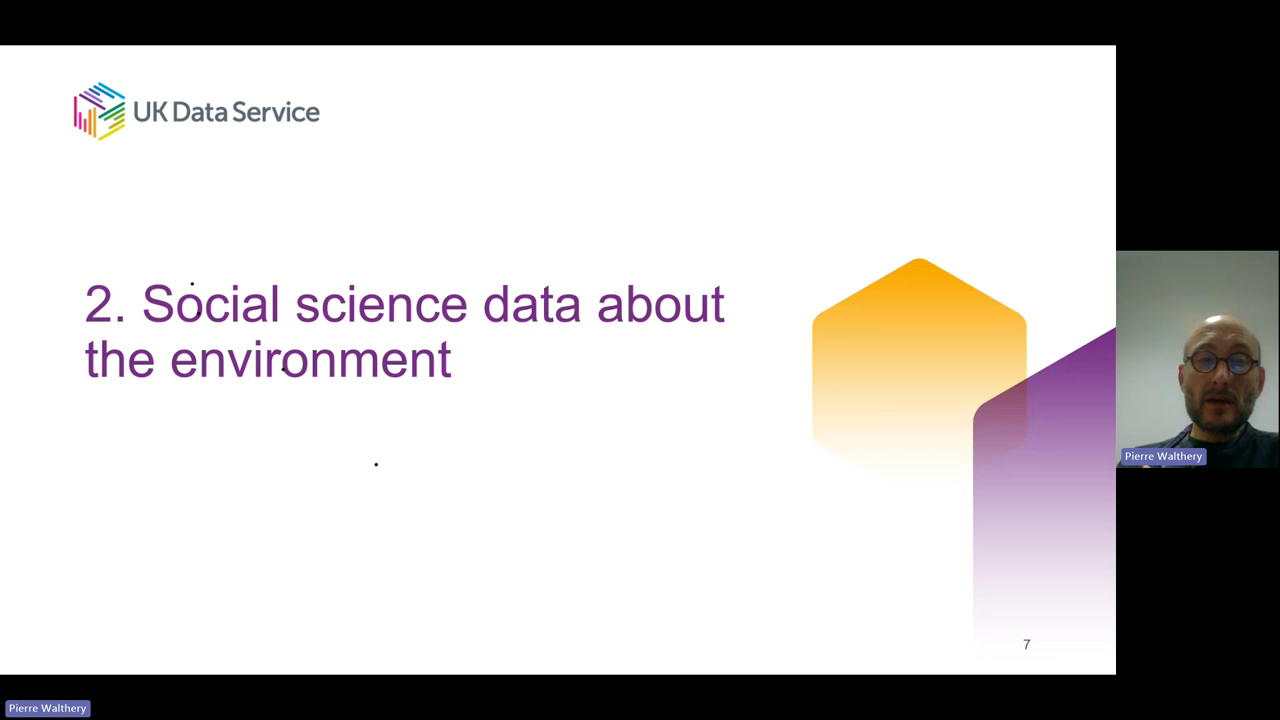 UK Data Service
2. Social science data about
the environment
Pierre Walthery
7
Pierre Walthery